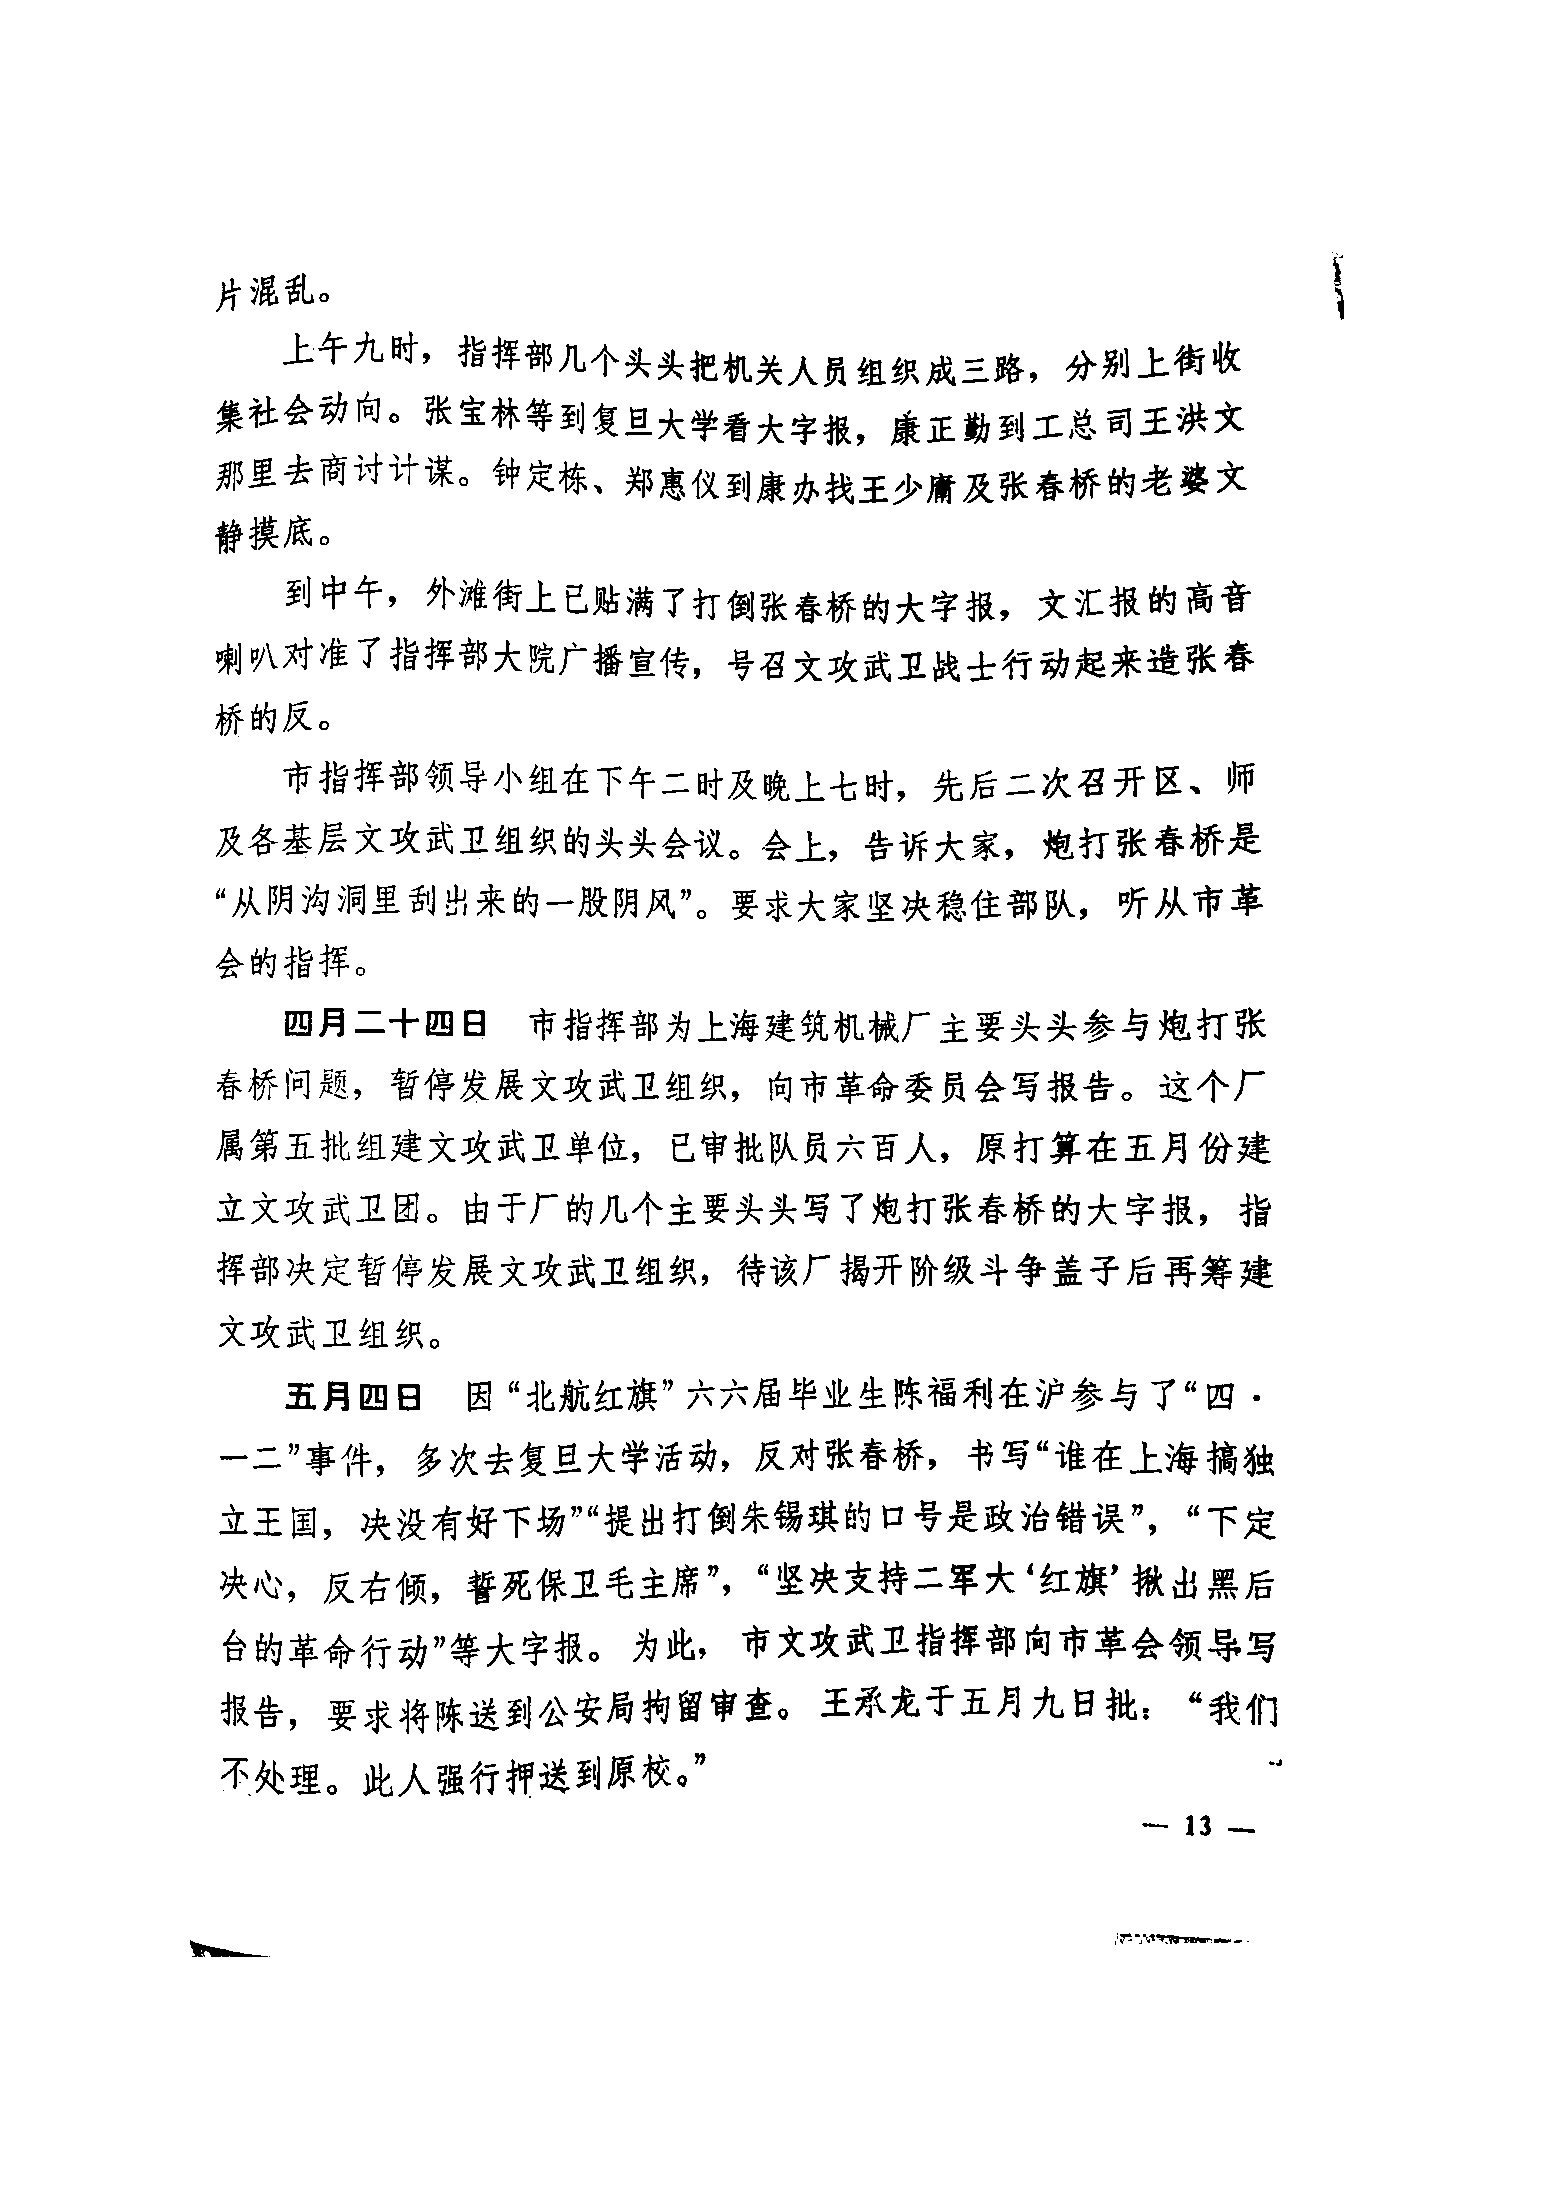 片混乱。
上午九时，指挥部几个头头把机关人员组织成三路，分别上街收
集社会动向。张宝林等到复旦大学看大字报，康正勤到工总司王洪文
那里去商讨计谋。钟定栋、郑惠仪到康办找王少庸及张春桥的老婆文
静摸底。
到中午，外滩街上已贴满了打倒张春桥的大字报，文汇报的高音
喇叭对准了指挥部大院广播宣传，号召文攻武卫战士行动起来造张春
桥的反。
市指挥部领导小组在下午二时及晚上七时，先后二次召开区、师
及各基层文攻武卫组织的头头会议。会上，告诉大家，炮打张春桥是
“从阴沟洞里刮出来的一股阴风”。要求大家坚决稳住部队，听从市革
会的指挥。
四月二十四日 市指挥部为上海建筑机械厂主要头头参与炮打张
春桥问题，暂停发展文攻武卫组织，向市革命委员会写报告。这个厂
属第五批组建文攻武卫单位，已审批队员六百人，原打算在五月份建
立文攻武卫团。由于厂的几个主要头头写了炮打张春桥的大字报，指
挥部决定暂停发展文攻武卫组织，待该厂揭开阶级斗争盖子后再筹建
文攻武卫组织。
五月四日 因“北航红旗”六六届毕业生陈福利在沪参与了“四·
一二”事件，多次去复旦大学活动，反对张春桥，书写“谁在上海搞独
立王国，决没有好下场”“提出打倒朱锡琪的口号是政治错误”，“下定
决心，反右倾，誓死保卫毛主席”，“坚决支持二军大‘红旗’揪出黑后
台的革命行动”等大字报。为此，市文攻武卫指挥部向市革会领导写
报告，要求将陈送到公安局拘留审查。王承龙于五月九日批：“我们
不处理。此人强行押送到原校。”
— 13 —